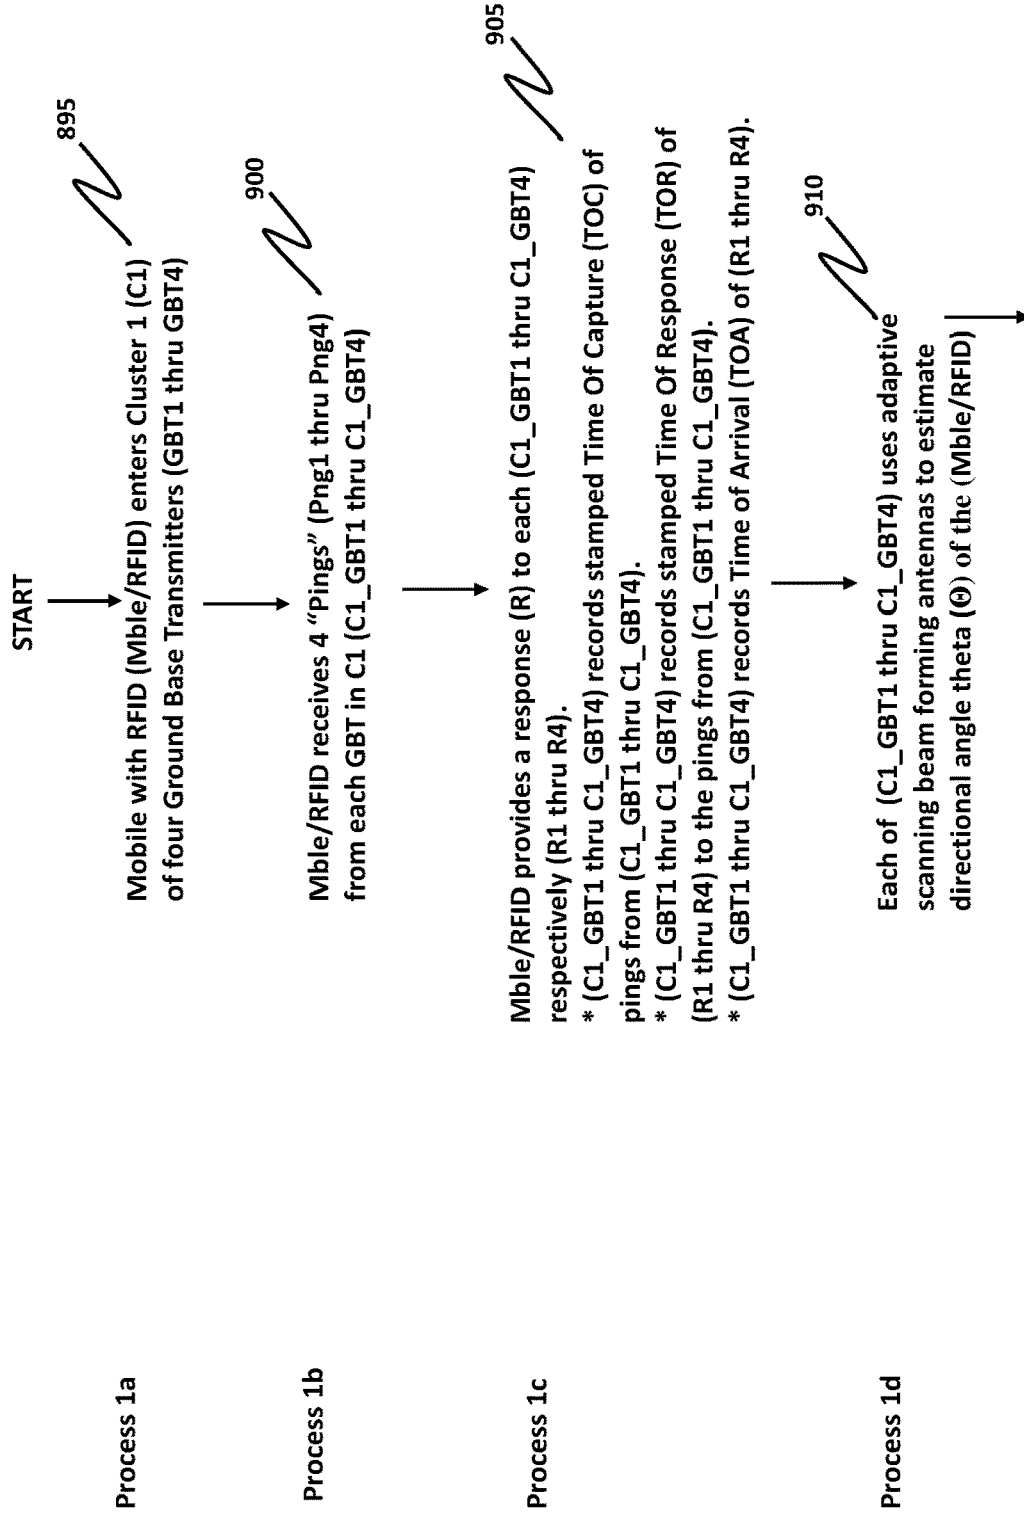 START
895
Process 1a
Mobile with RFID (Mble/RFID) enters Cluster 1 (C1)
of four Ground Base Transmitters (GBT1 thru GBT4)
900
Process 1b
Mble/RFID receives 4 “Pings” (Png1 thru Png4)
from each GBT in C1 (C1_GBT1 thru C1_GBT4)
905
Process 1c
Mble/RFID provides a response (R) to each (C1_GBT1 thru C1_GBT4)
respectively (R1 thru R4).
* (C1_GBT1 thru C1_GBT4) records stamped Time Of Capture (TOC) of
pings from (C1_GBT1 thru C1_GBT4).
* (C1_GBT1 thru C1_GBT4) records stamped Time Of Response (TOR) of
(R1 thru R4) to the pings from (C1_GBT1 thru C1_GBT4).
* (C1_GBT1 thru C1_GBT4) records Time of Arrival (TOA) of (R1 thru R4).
910
Process 1d
Each of (C1_GBT1 thru C1_GBT4) uses adaptive
scanning beam forming antennas to estimate
directional angle theta (Θ) of the (Mble/RFID)